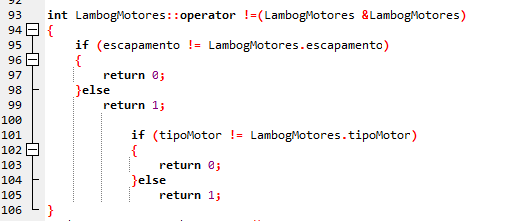 93 int LambogMotores::operator !=(LambogMotores &LambogMotores)
94 {
95 if (escapamento != LambogMotores.escapamento)
96 {
97 return 0;
98 }else
99 return 1;
100
101 if (tipoMotor != LambogMotores.tipoMotor)
102 {
103 return 0;
104 }else
105 return 1;
106 }